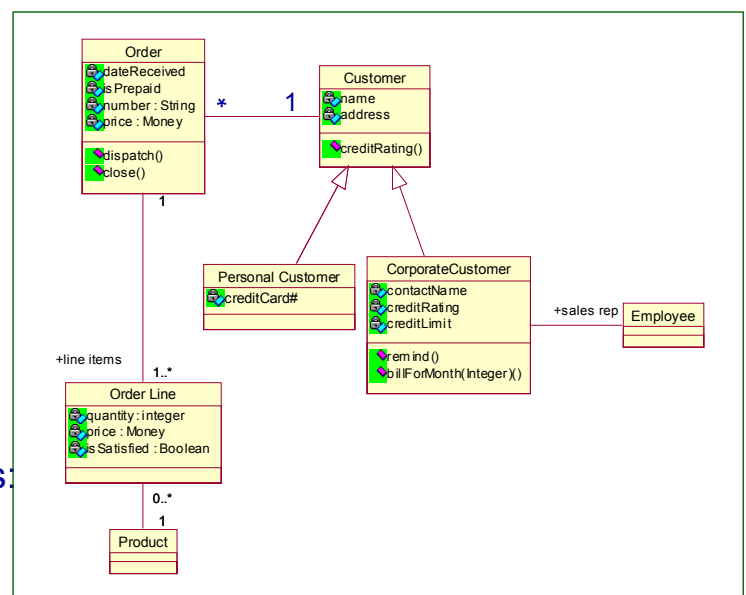 Order
dateReceived
isPrepaid
number : String
price : Money
dispatch()
close()
* 1
Customer
name
address
creditRating()
1
Personal Customer
creditCard#
CorporateCustomer
contactName
creditRating
creditLimit
remind()
billForMonth(Integer)()
+sales rep
Employee
+line items
1..*
Order Line
quantity : integer
price : Money
isSatisfied : Boolean
s:
0..*
1
Product